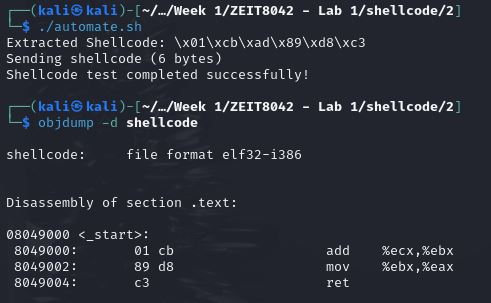 ┌──(kali㉿kali)-[~/…/Week 1/ZEIT8042 - Lab 1/shellcode/2]
└─$ ./automate.sh
Extracted Shellcode: \x01\xcb\xad\x89\xd8\xc3
Sending shellcode (6 bytes)
Shellcode test completed successfully!
┌──(kali㉿kali)-[~/…/Week 1/ZEIT8042 - Lab 1/shellcode/2]
└─$ objdump -d shellcode
shellcode:     file format elf32-i386
Disassembly of section .text:
08049000 <_start>:
 8049000:	01 cb                	add    %ecx,%ebx
 8049002:	89 d8                	mov    %ebx,%eax
 8049004:	c3                   	ret